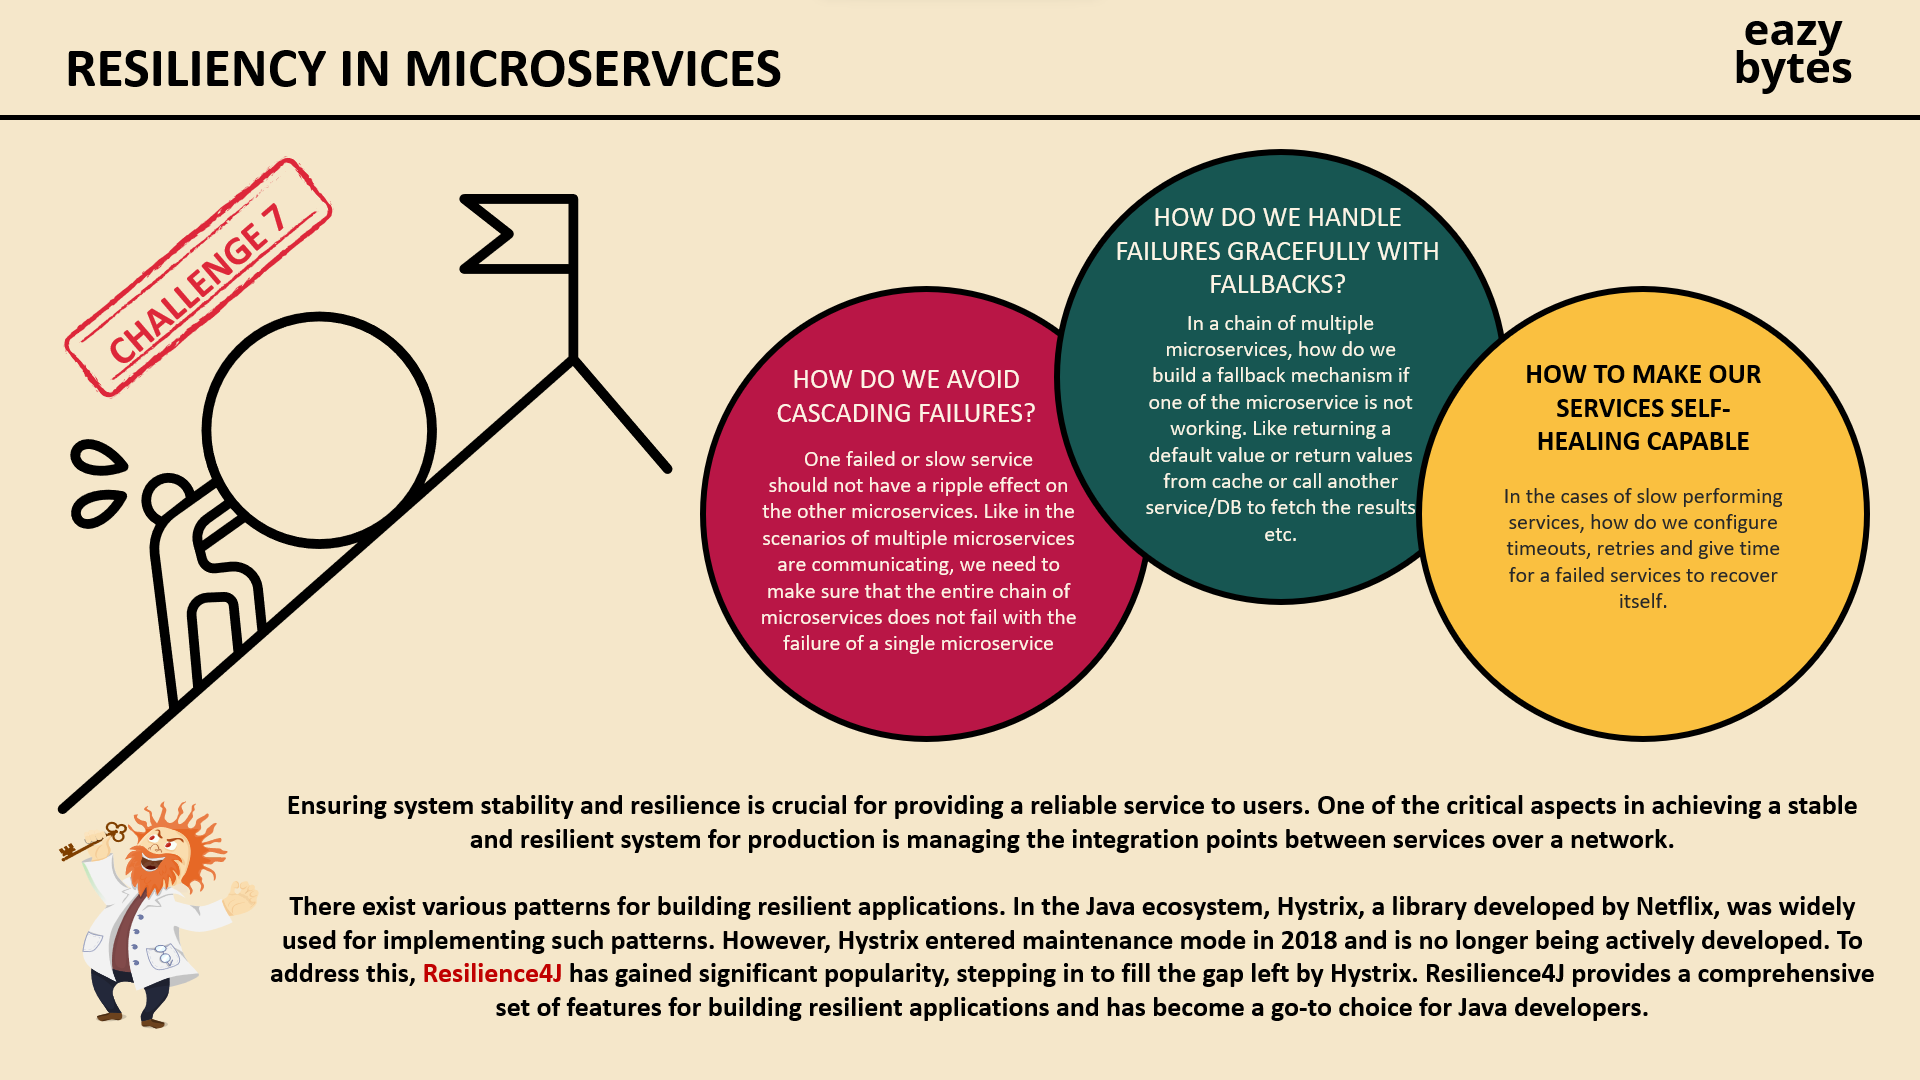 RESILIENCY IN MICROSERVICES
eazy
bytes
CHALLENGE 7
HOW DO WE AVOID
CASCADING FAILURES?
One failed or slow service
should not have a ripple effect on
the other microservices. Like in the
scenarios of multiple microservices
are communicating, we need to
make sure that the entire chain of
microservices does not fail with the
failure of a single microservice
HOW DO WE HANDLE
FAILURES GRACEFULLY WITH
FALLBACKS?
In a chain of multiple
microservices, how do we
build a fallback mechanism if
one of the microservice is not
working. Like returning a
default value or return values
from cache or call another
service/DB to fetch the results
etc.
HOW TO MAKE OUR
SERVICES SELF-
HEALING CAPABLE
In the cases of slow performing
services, how do we configure
timeouts, retries and give time
for a failed services to recover
itself.
Ensuring system stability and resilience is crucial for providing a reliable service to users. One of the critical aspects in achieving a stable
and resilient system for production is managing the integration points between services over a network.
There exist various patterns for building resilient applications. In the Java ecosystem, Hystrix, a library developed by Netflix, was widely
used for implementing such patterns. However, Hystrix entered maintenance mode in 2018 and is no longer being actively developed. To
address this, Resilience4J has gained significant popularity, stepping in to fill the gap left by Hystrix. Resilience4J provides a comprehensive
set of features for building resilient applications and has become a go-to choice for Java developers.